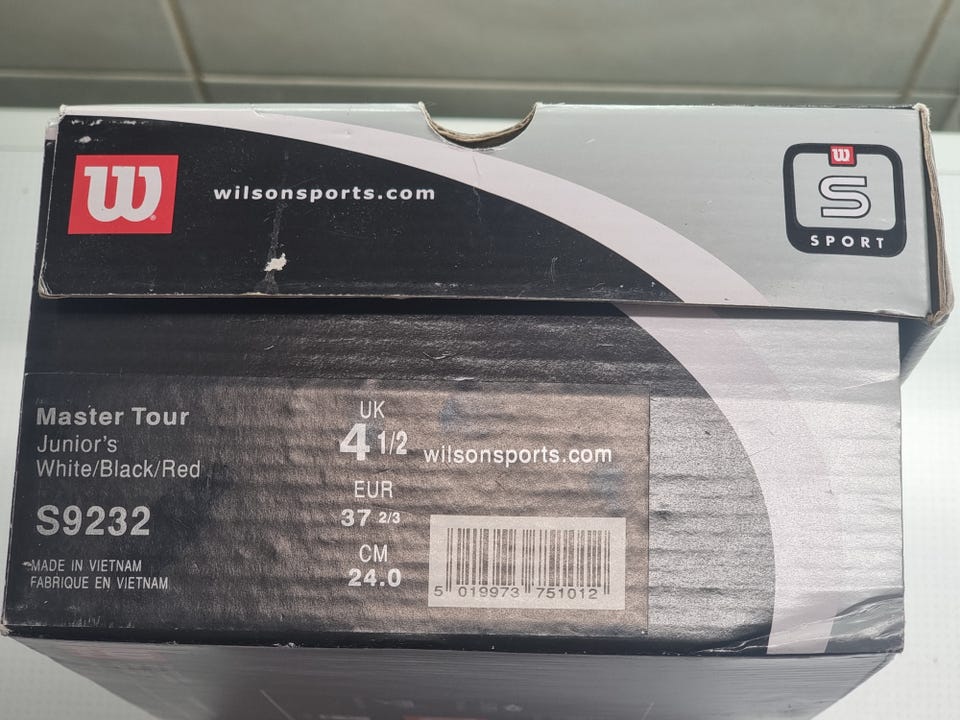 W
wilsonsports.com
W
S
SPORT
Master Tour
Junior's
White/Black/Red
S9232
MADE IN VIETNAM
FABRIQUE EN VIETNAM
UK
4 1/2
EUR
37 2/3
CM
24.0
wilsonsports.com
5 019973 751012